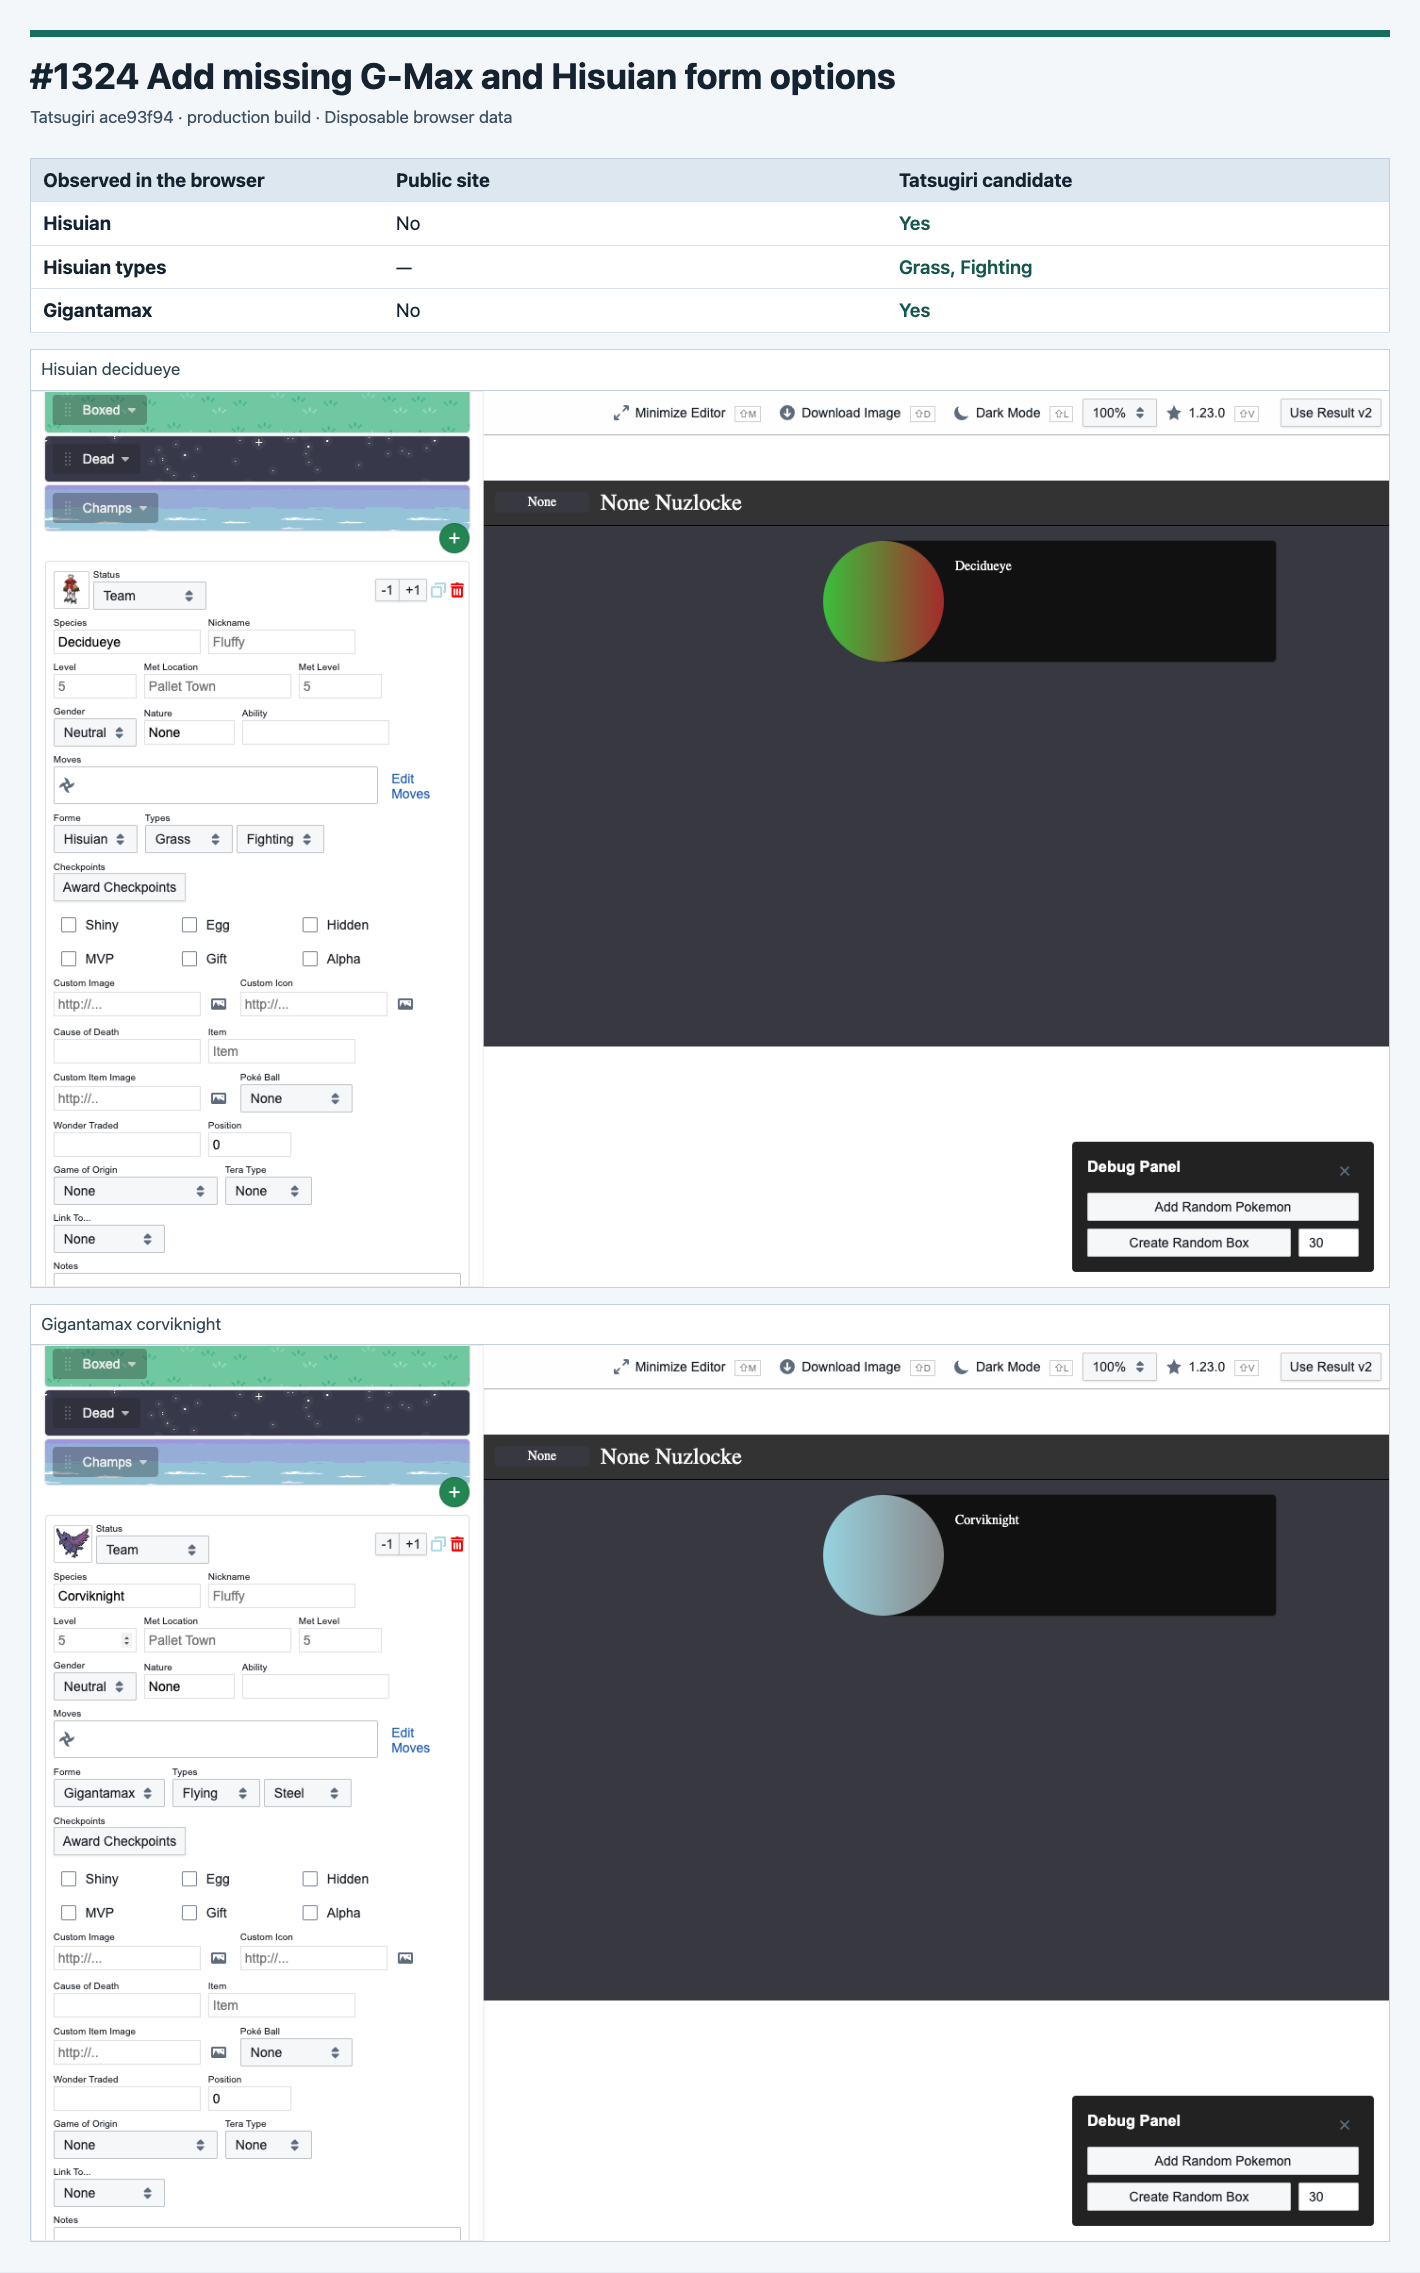 #1324 Add missing G-Max and Hisuian form options
Tatsugiri ace93f94 · production build · Disposable browser data
Observed in the browser Public site Tatsugiri candidate
Hisuian No Yes
Hisuian types — Grass, Fighting
Gigantamax No Yes
Hisuian decidueye
Boxed
Minimize Editor ⇧M Download Image ⇧D Dark Mode ⇧L 100% 1.23.0 ⇧V Use Result v2
Dead
None None Nuzlocke
Champs
+
Decidueye
Status
Team
-1 +1
Species Nickname
Decidueye Fluffy
Level Met Location Met Level
5 Pallet Town 5
Gender Nature Ability
Neutral None
Moves
Edit
Moves
Forme Types
Hisuian Grass Fighting
Checkpoints
Award Checkpoints
Shiny Egg Hidden
MVP Gift Alpha
Custom Image Custom Icon
http://... http://...
Cause of Death Item
Item
Custom Item Image Poké Ball
http://.. None
Wonder Traded Position
0
Game of Origin Tera Type
None None
Link To...
None
Notes
Debug Panel ×
Add Random Pokemon
Create Random Box 30
Gigantamax corviknight
Boxed
Minimize Editor ⇧M Download Image ⇧D Dark Mode ⇧L 100% 1.23.0 ⇧V Use Result v2
Dead
None None Nuzlocke
Champs
+
Corviknight
Status
Team
-1 +1
Species Nickname
Corviknight Fluffy
Level Met Location Met Level
5 Pallet Town 5
Gender Nature Ability
Neutral None
Moves
Edit
Moves
Forme Types
Gigantamax Flying Steel
Checkpoints
Award Checkpoints
Shiny Egg Hidden
MVP Gift Alpha
Custom Image Custom Icon
http://... http://...
Cause of Death Item
Item
Custom Item Image Poké Ball
http://.. None
Wonder Traded Position
0
Game of Origin Tera Type
None None
Link To...
None
Notes
Debug Panel ×
Add Random Pokemon
Create Random Box 30